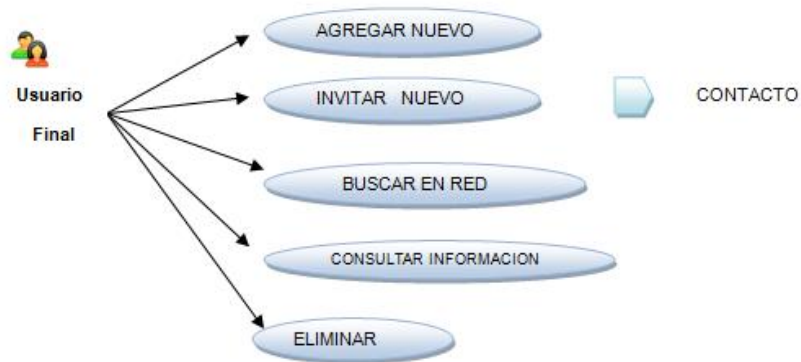 AGREGAR NUEVO
Usuario
Final
INVITAR NUEVO
CONTACTO
BUSCAR EN RED
CONSULTAR INFORMACION
ELIMINAR